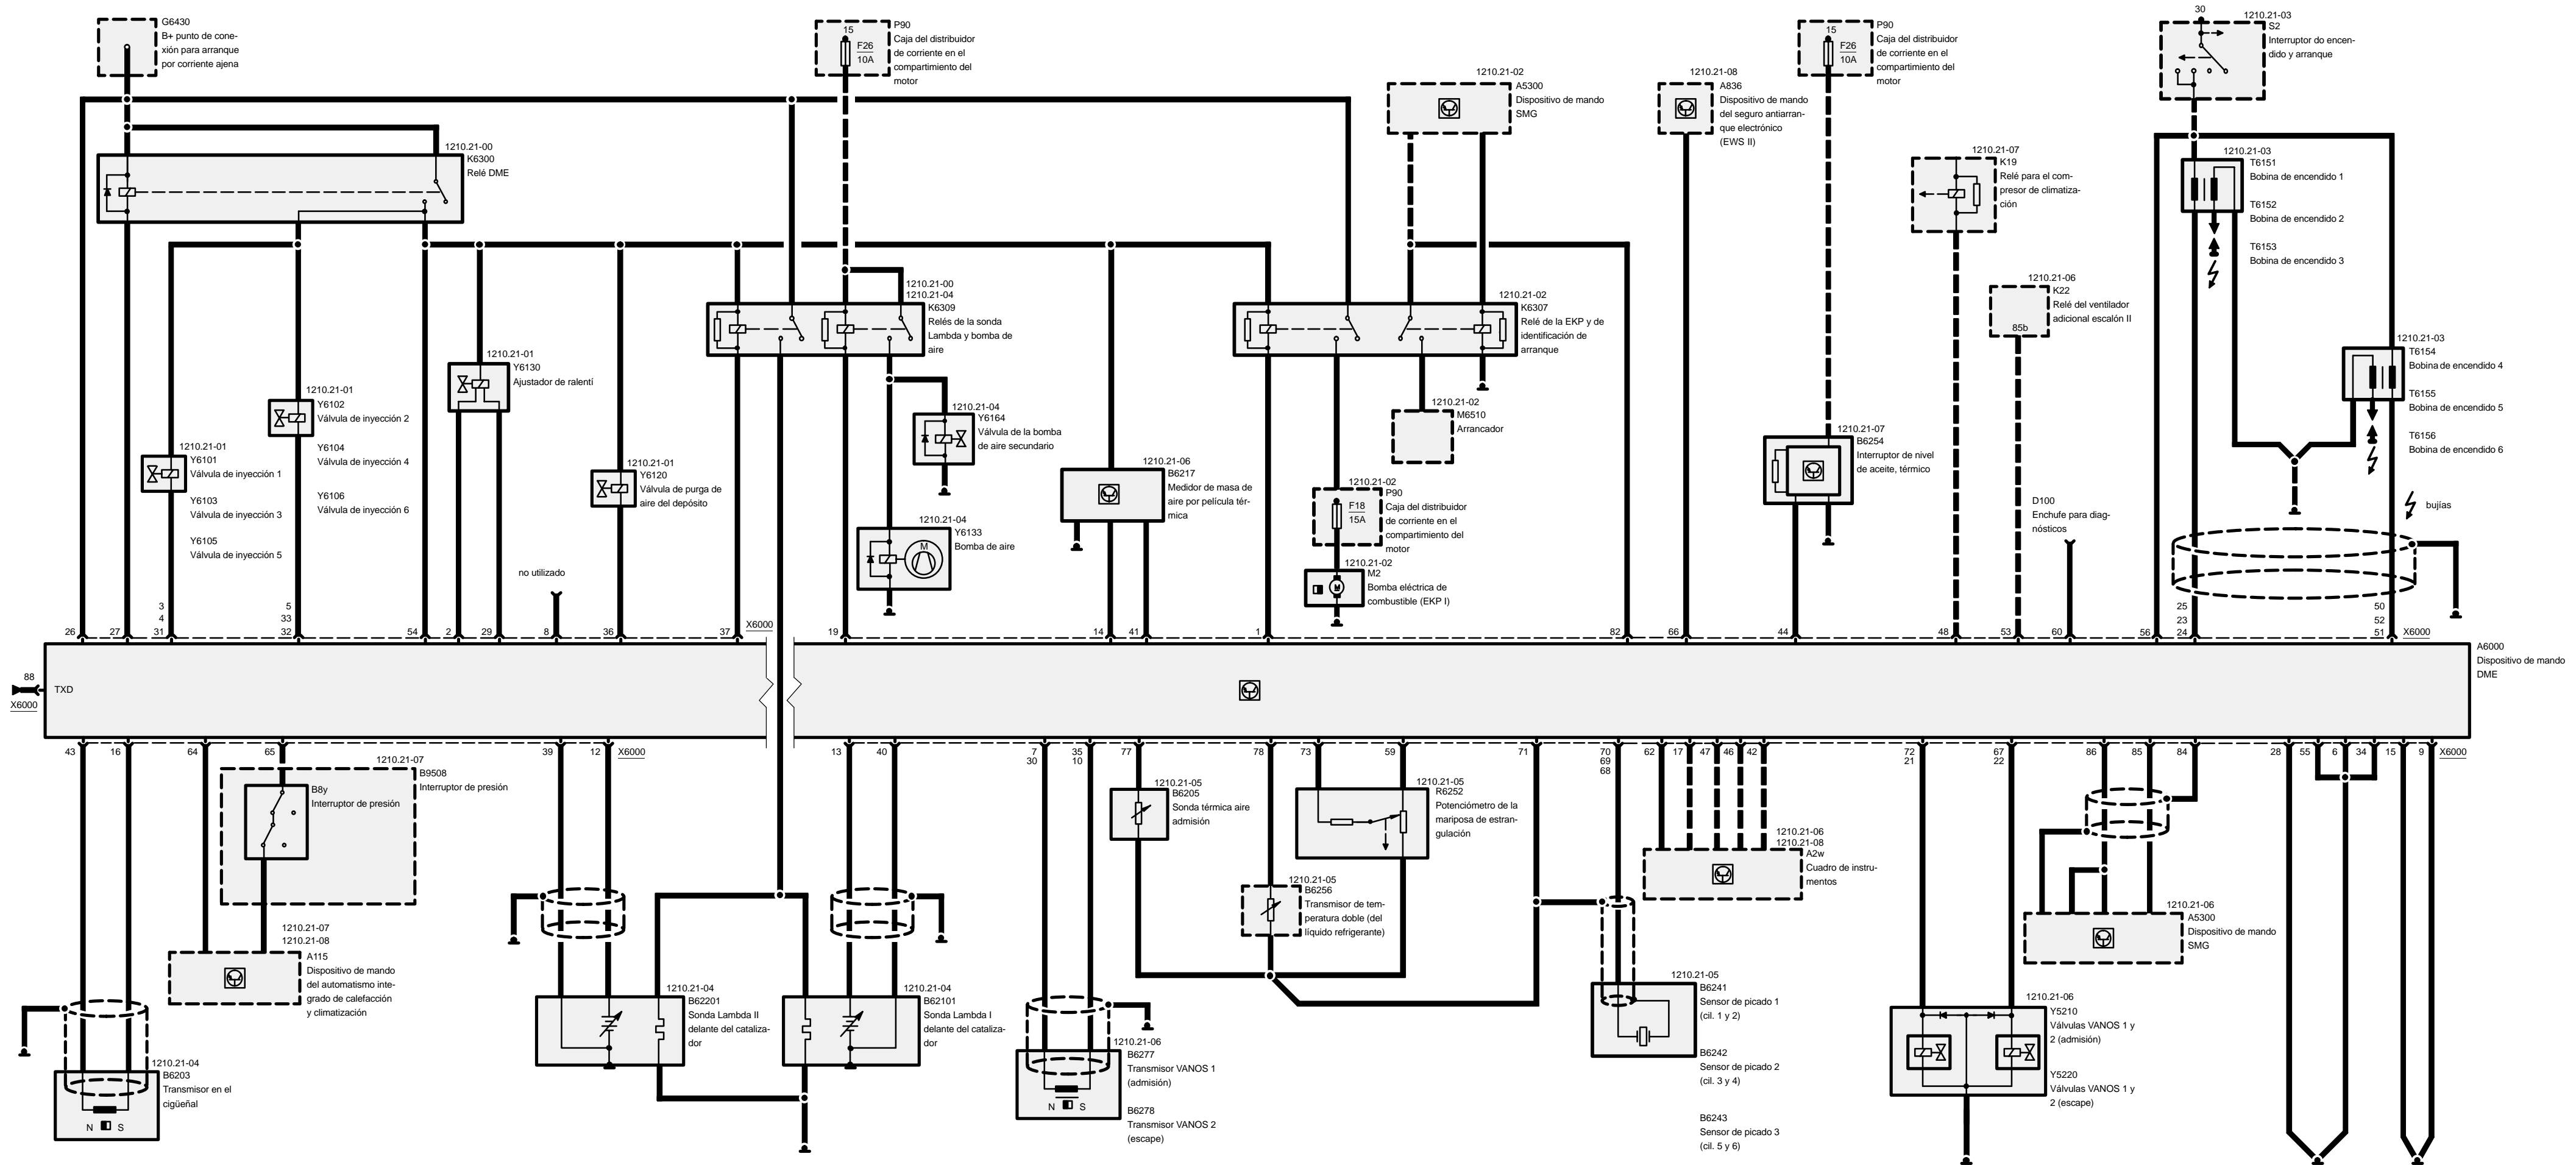 G6430
B+ punto de cone-
xión para arranque
por corriente ajena
15
F26
10A
P90
Caja del distribuidor
de corriente en el
compartimiento del
motor
1210.21-02
A5300
Dispositivo de mando
SMG
1210.21-08
A836
Dispositivo de mando
del seguro antiarran-
que electrónico
(EWS II)
15
F26
10A
P90
Caja del distribuidor
de corriente en el
compartimiento del
motor
30
1210.21-03
S2
Interruptor do encen-
dido y arranque
1210.21-00
K6300
Relé DME
1210.21-07
K19
Relé para el com-
presor de climatiza-
ción
1210.21-03
T6151
Bobina de encendido 1
T6152
Bobina de encendido 2
T6153
Bobina de encendido 3
1210.21-00
1210.21-04
K6309
Relés de la sonda
Lambda y bomba de
aire
1210.21-02
K6307
Relé de la EKP y de
identificación de
arranque
1210.21-06
K22
Relé del ventilador
adicional escalón II
85b
1210.21-03
T6154
Bobina de encendido 4
T6155
Bobina de encendido 5
T6156
Bobina de encendido 6
bujías
1210.21-01
Y6130
Ajustador de ralentí
1210.21-01
Y6102
Válvula de inyección 2
Y6104
Válvula de inyección 4
Y6106
Válvula de inyección 6
1210.21-01
Y6101
Válvula de inyección 1
Y6103
Válvula de inyección 3
Y6105
Válvula de inyección 5
1210.21-01
Y6120
Válvula de purga de
aire del depósito
1210.21-04
Y6164
Válvula de la bomba
de aire secundario
1210.21-04
Y6133
Bomba de aire
M
1210.21-06
B6217
Medidor de masa de
aire por película tér-
mica
1210.21-02
M6510
Arrancador
1210.21-02
P90
Caja del distribuidor
de corriente en el
compartimiento del
motor
F18
15A
1210.21-02
M2
Bomba eléctrica de
combustible (EKP I)
M
1210.21-07
B6254
Interruptor de nivel
de aceite, térmico
D100
Enchufe para diag-
nósticos
no utilizado
26
27
3
4
31
5
33
32
54
2
29
8
36
37
X6000
19
14
41
1
82
66
44
48
53
60
56
25
23
24
50
52
51
X6000
A6000
Dispositivo de mando
DME
88
X6000
TXD
43
16
64
65
39
12
X6000
13
40
7
30
35
10
77
78
73
59
71
70
69
68
62
17
47
46
42
72
21
67
22
86
85
84
28
55
6
34
15
9
X6000
1210.21-07
B9508
Interruptor de presión
B8y
Interruptor de presión
1210.21-07
1210.21-08
A115
Dispositivo de mando
del automatismo inte-
grado de calefacción
y climatización
1210.21-04
B6203
Transmisor en el
cigüeñal
N S
1210.21-04
B62201
Sonda Lambda II
delante del cataliza-
dor
1210.21-04
B62101
Sonda Lambda I
delante del cataliza-
dor
1210.21-06
B6277
Transmisor VANOS 1
(admisión)
B6278
Transmisor VANOS 2
(escape)
N S
1210.21-05
B6205
Sonda térmica aire
admisión
1210.21-05
B6256
Transmisor de tem-
peratura doble (del
líquido refrigerante)
1210.21-05
R6252
Potenciómetro de la
mariposa de estran-
gulación
1210.21-05
B6241
Sensor de picado 1
(cil. 1 y 2)
B6242
Sensor de picado 2
(cil. 3 y 4)
B6243
Sensor de picado 3
(cil. 5 y 6)
1210.21-06
1210.21-08
A2w
Cuadro de instru-
mentos
1210.21-06
Y5210
Válvulas VANOS 1 y
2 (admisión)
Y5220
Válvulas VANOS 1 y
2 (escape)
1210.21-06
A5300
Dispositivo de mando
SMG